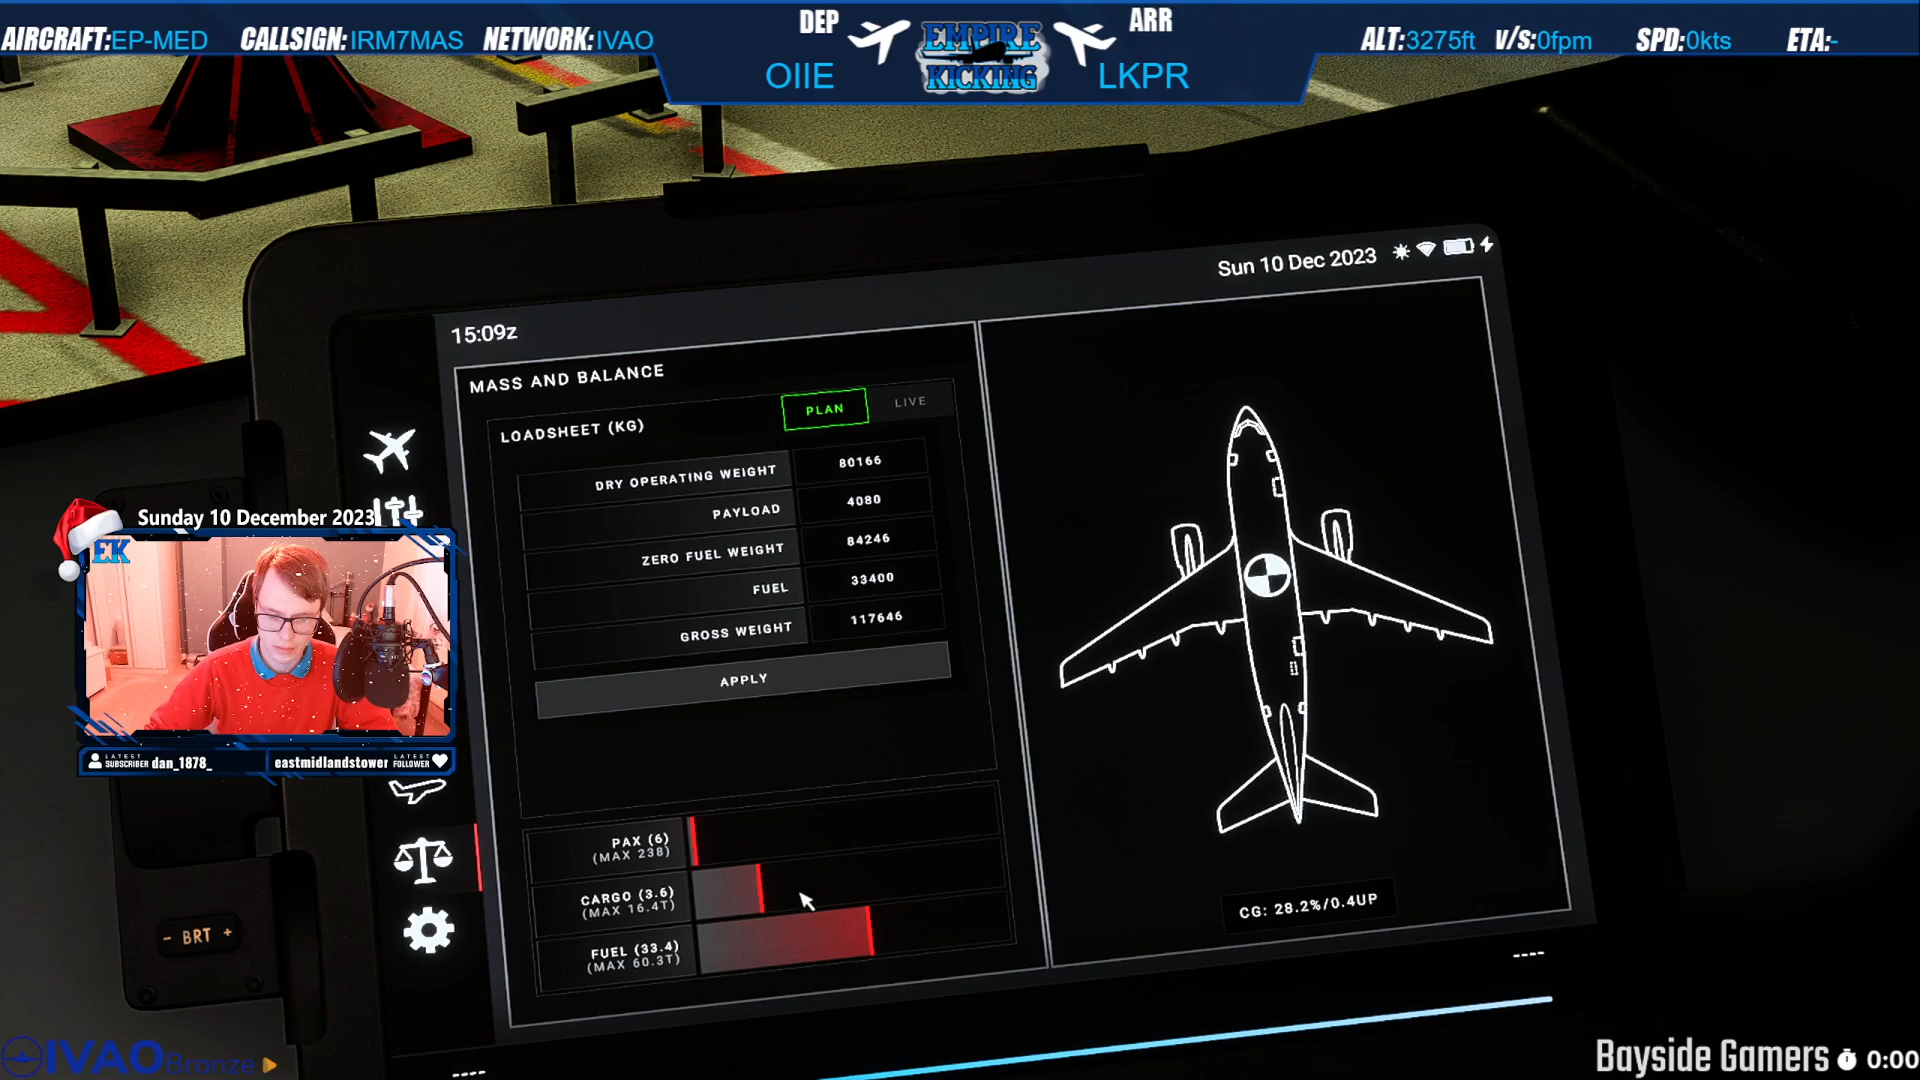 AIRCRAFT:EP-MED CALLSIGN:IRM7MAS NETWORK:IVAO
DEP
OIIE
EMPIRE
KICKING
ARR
LKPR
ALT:3275ft V/S:0fpm SPD:0kts ETA:-
Sun 10 Dec 2023
15:09z
MASS AND BALANCE
LOADSHEET (KG)
PLAN
LIVE
DRY OPERATING WEIGHT 80166
PAYLOAD 4080
ZERO FUEL WEIGHT 84246
FUEL 33400
GROSS WEIGHT 117646
APPLY
PAX (6)
(MAX 238)
CARGO (3.6)
(MAX 16.4T)
FUEL (33.4)
(MAX 60.3T)
CG: 28.2%/0.4UP
----
----
Sunday 10 December 2023
EK
LATEST
SUBSCRIBER dan_1878_
eastmidlandstower LATEST
FOLLOWER
- BRT +
IVAO Bronze
Bayside Gamers 0:00